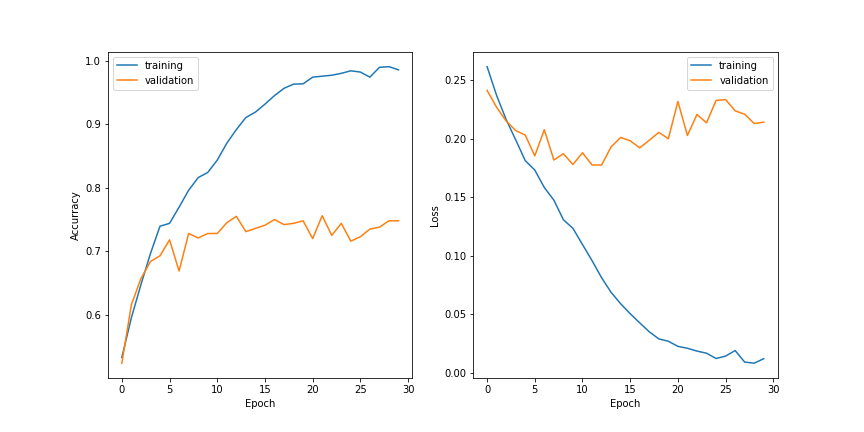 training
validation
Accurracy
1.0
0.9
0.8
0.7
0.6
0 5 10 15 20 25 30
Epoch
training
validation
Loss
0.25
0.20
0.15
0.10
0.05
0.00
0 5 10 15 20 25 30
Epoch